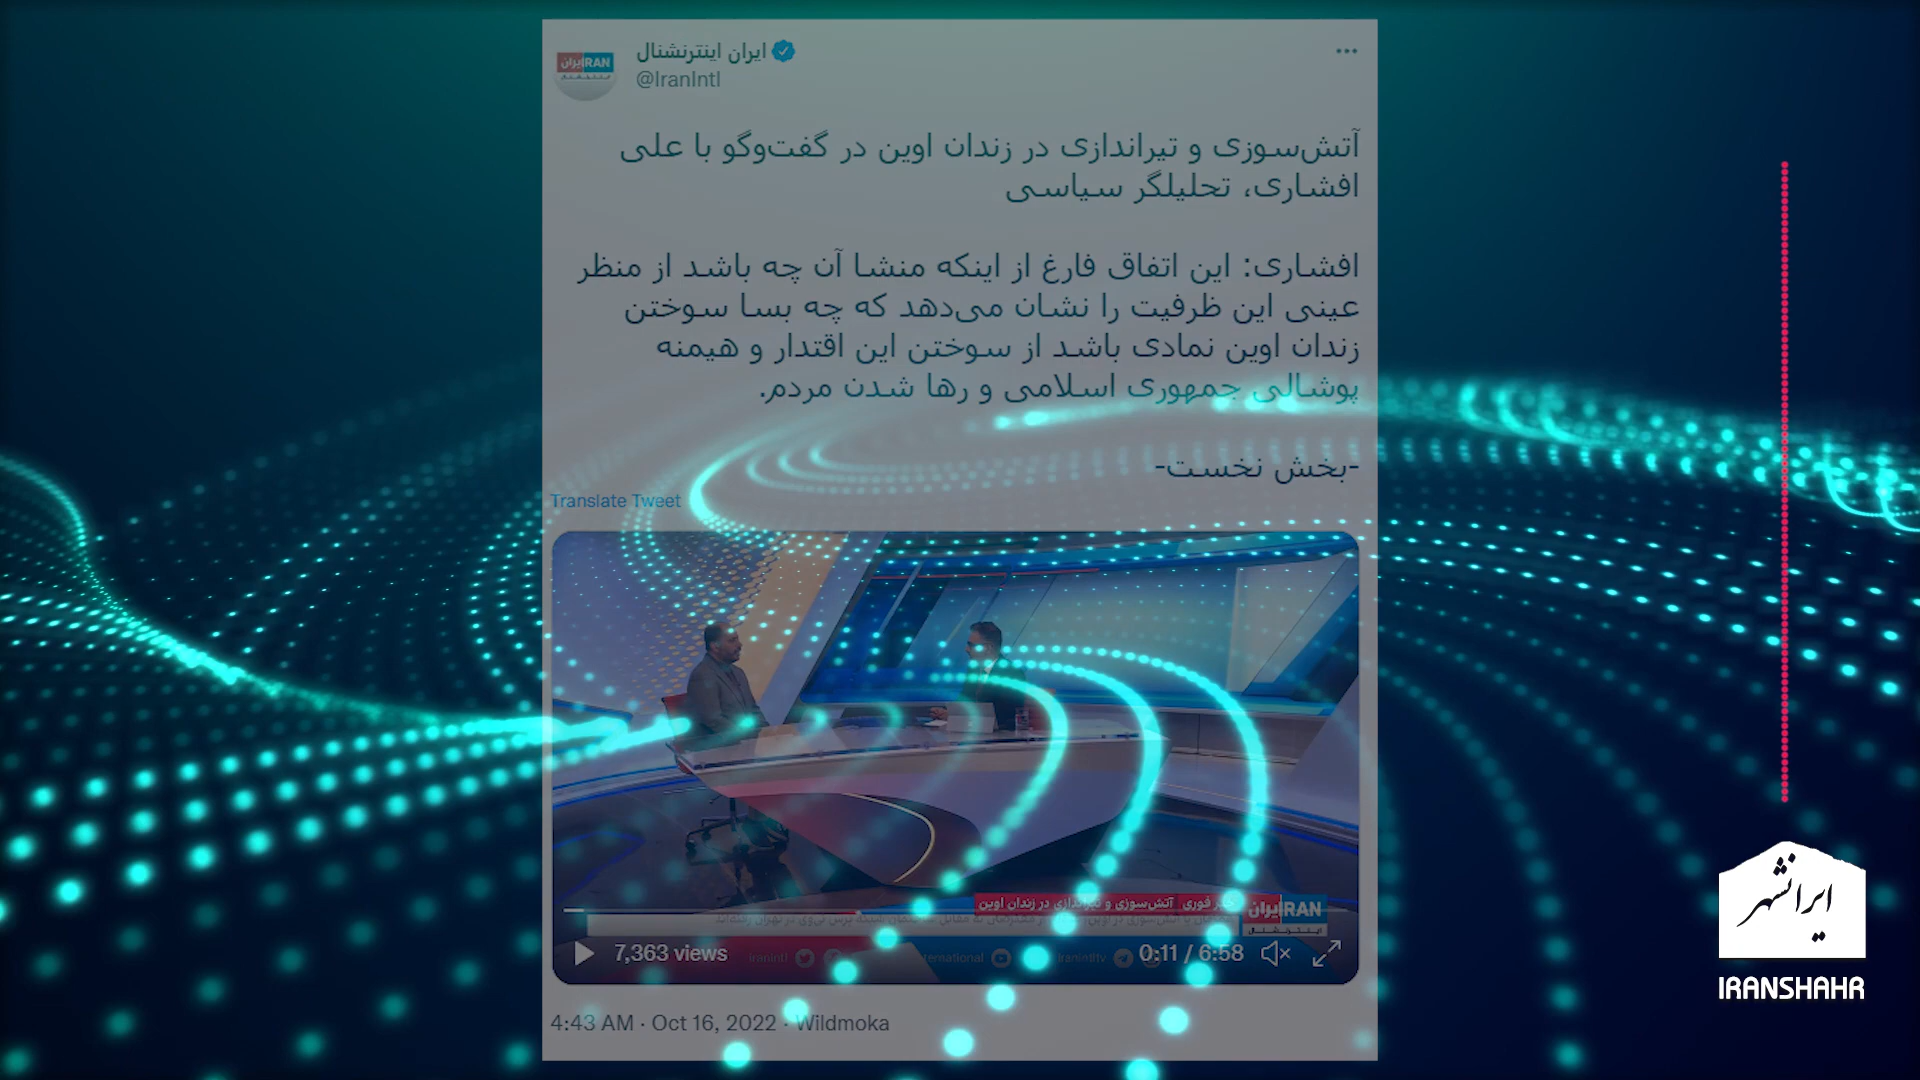 ایران اینترنشنال
@IranIntl
آتش‌سوزی و تیراندازی در زندان اوین در گفت‌وگو با علی
افشاری، تحلیلگر سیاسی
افشاری: این اتفاق فارغ از اینکه منشا آن چه باشد از منظر
عینی این ظرفیت را نشان می‌دهد که چه بسا سوختن
زندان اوین نمادی باشد از سوختن این اقتدار و هیمنه
پوشالی جمهوری اسلامی و رها شدن مردم.
-بخش نخست-
Translate Tweet
فوری آتش‌سوزی و تیراندازی در زندان اوین
ایران IRAN
7,363 views
iranintl
iranintltv
0:11 / 6:58
4:43 AM · Oct 16, 2022 · Wildmoka
ایرانشهر
IRANSHAHR